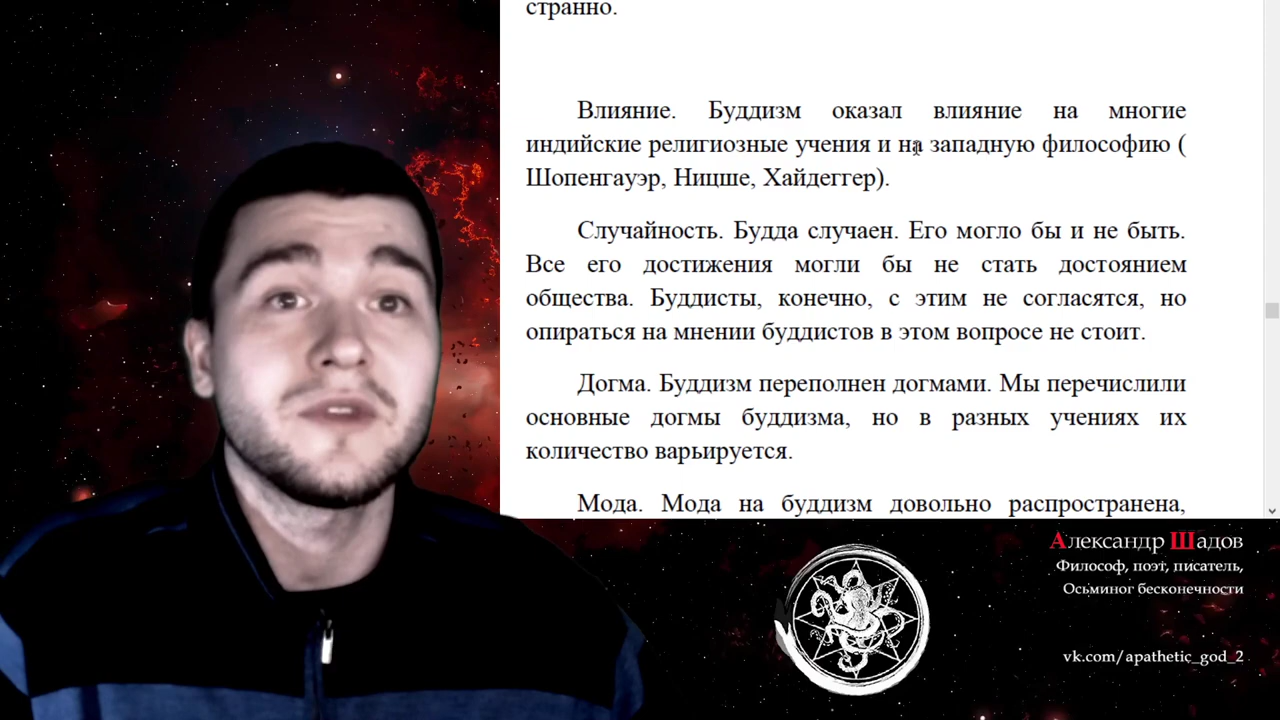 странно.
Влияние. Буддизм оказал влияние на многие
индийские религиозные учения и на западную философию (
Шопенгауэр, Ницше, Хайдеггер).
Случайность. Будда случаен. Его могло бы и не быть.
Все его достижения могли бы не стать достоянием
общества. Буддисты, конечно, с этим не согласятся, но
опираться на мнении буддистов в этом вопросе не стоит.
Догма. Буддизм переполнен догмами. Мы перечислили
основные догмы буддизма, но в разных учениях их
количество варьируется.
Мода. Мода на буддизм довольно распространена,
Александр Шадов
Философ, поэт, писатель,
Осьминог бесконечности
vk.com/apathetic_god_2